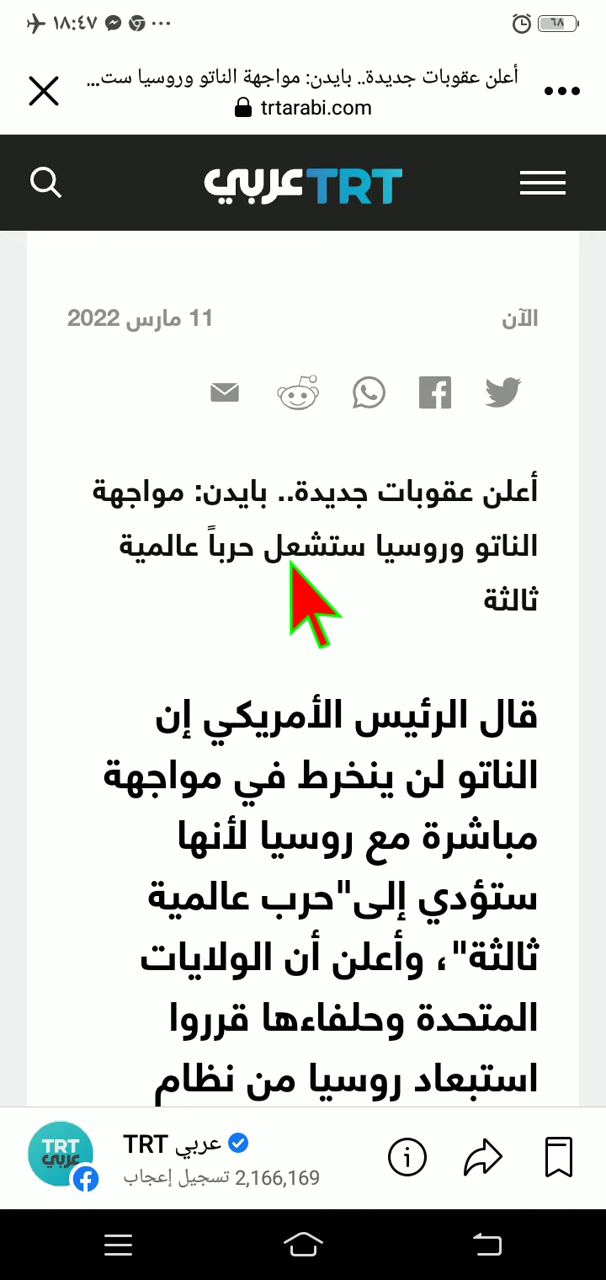 ١٨:٤٧
٦٨
أعلن عقوبات جديدة.. بايدن: مواجهة الناتو وروسيا ست...
trtarabi.com
TRT عربي
الآن
11 مارس 2022
أعلن عقوبات جديدة.. بايدن: مواجهة
الناتو وروسيا ستشعل حرباً عالمية
ثالثة
قال الرئيس الأمريكي إن
الناتو لن ينخرط في مواجهة
مباشرة مع روسيا لأنها
ستؤدي إلى"حرب عالمية
ثالثة"، وأعلن أن الولايات
المتحدة وحلفاءها قرروا
استبعاد روسيا من نظام
TRT
عربي
TRT عربي
2,166,169 تسجيل إعجاب